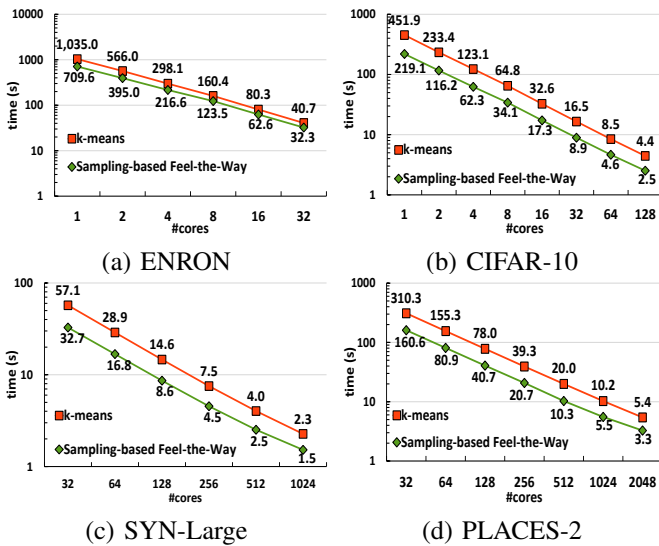 10000
1000
100
10
1
time (s)
1,035.0
566.0
298.1
160.4
80.3
40.7
709.6
395.0
216.6
123.5
62.6
32.3
k-means
Sampling-based Feel-the-Way
1 2 4 8 16 32
#cores
(a) ENRON
1000
100
10
1
time (s)
451.9
233.4
123.1
64.8
32.6
16.5
8.5
4.4
219.1
116.2
62.3
34.1
17.3
8.9
4.6
2.5
k-means
Sampling-based Feel-the-Way
1 2 4 8 16 32 64 128
#cores
(b) CIFAR-10
100
10
1
time (s)
57.1
28.9
14.6
7.5
4.0
2.3
32.7
16.8
8.6
4.5
2.5
1.5
k-means
Sampling-based Feel-the-Way
32 64 128 256 512 1024
#cores
(c) SYN-Large
1000
100
10
1
time (s)
310.3
155.3
78.0
39.3
20.0
10.2
5.4
160.6
80.9
40.7
20.7
10.3
5.5
3.3
k-means
Sampling-based Feel-the-Way
32 64 128 256 512 1024 2048
#cores
(d) PLACES-2